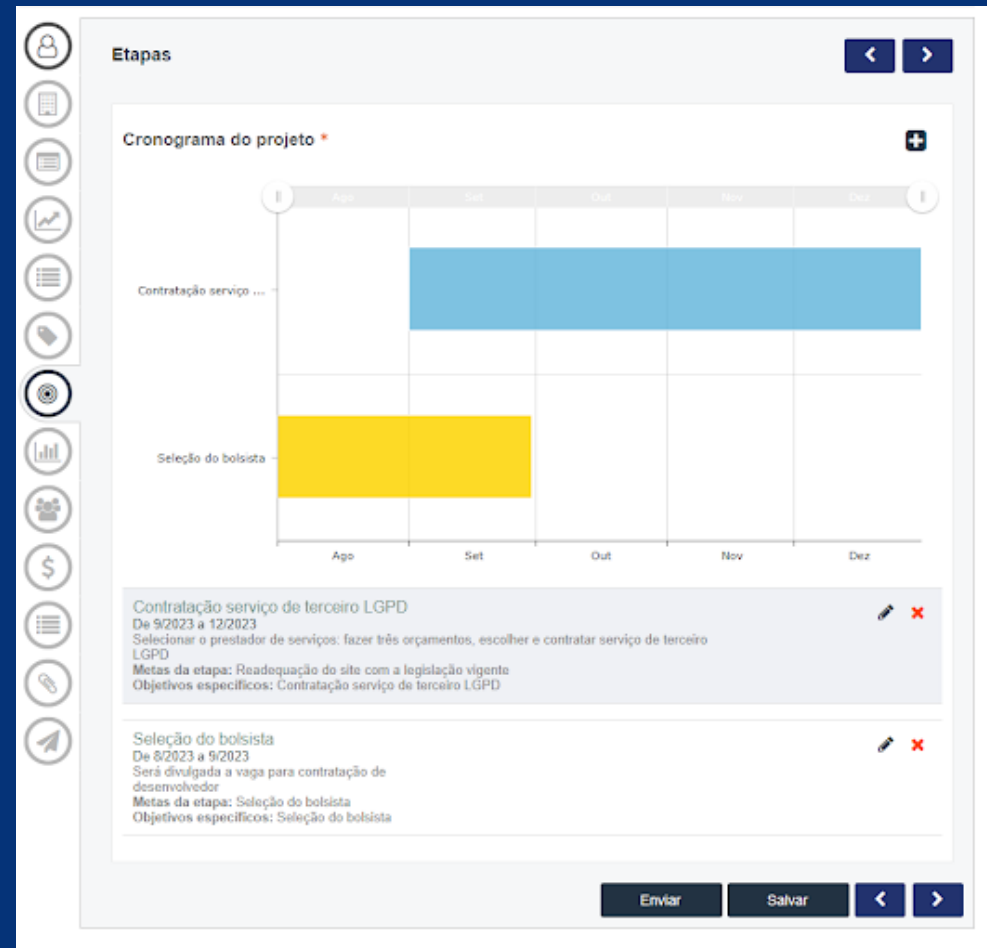 Etapas
Cronograma do projeto *
Ago Set Out Nov Dez
Contratação serviço ...
Seleção do bolsista
Ago Set Out Nov Dez
Contratação serviço de terceiro LGPD
De 9/2023 a 12/2023
Selecionar o prestador de serviços: fazer três orçamentos, escolher e contratar serviço de terceiro
LGPD
Metas da etapa: Readequação do site com a legislação vigente
Objetivos específicos: Contratação serviço de terceiro LGPD
Seleção do bolsista
De 8/2023 a 9/2023
Será divulgada a vaga para contratação de
desenvolvedor
Metas da etapa: Seleção do bolsista
Objetivos específicos: Seleção do bolsista
Enviar Salvar